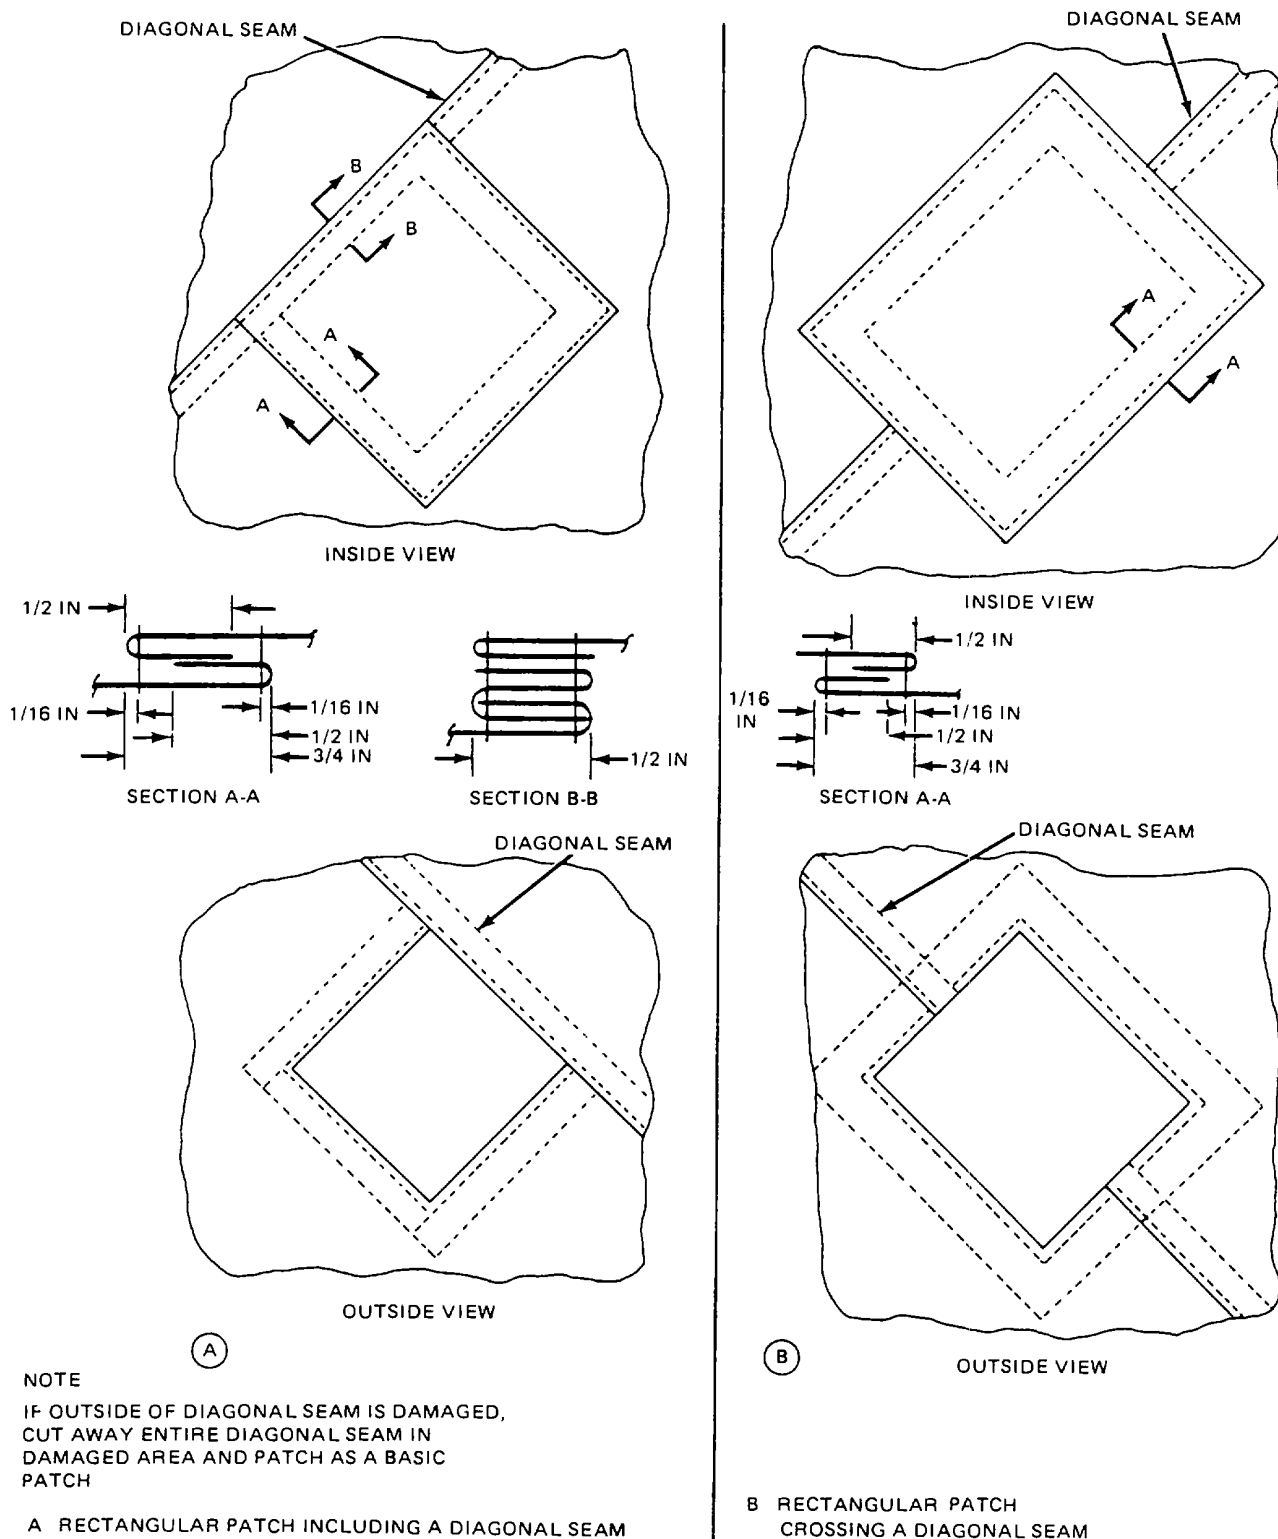 DIAGONAL SEAM
B
B
A
A
INSIDE VIEW
1/2 IN
1/16 IN
1/16 IN
1/2 IN
3/4 IN
SECTION A-A
1/2 IN
SECTION B-B
DIAGONAL SEAM
OUTSIDE VIEW
A
NOTE
IF OUTSIDE OF DIAGONAL SEAM IS DAMAGED,
CUT AWAY ENTIRE DIAGONAL SEAM IN
DAMAGED AREA AND PATCH AS A BASIC
PATCH
A RECTANGULAR PATCH INCLUDING A DIAGONAL SEAM
DIAGONAL SEAM
A
A
INSIDE VIEW
1/2 IN
1/16
IN
1/16 IN
1/2 IN
3/4 IN
SECTION A-A
DIAGONAL SEAM
OUTSIDE VIEW
B
B RECTANGULAR PATCH
CROSSING A DIAGONAL SEAM